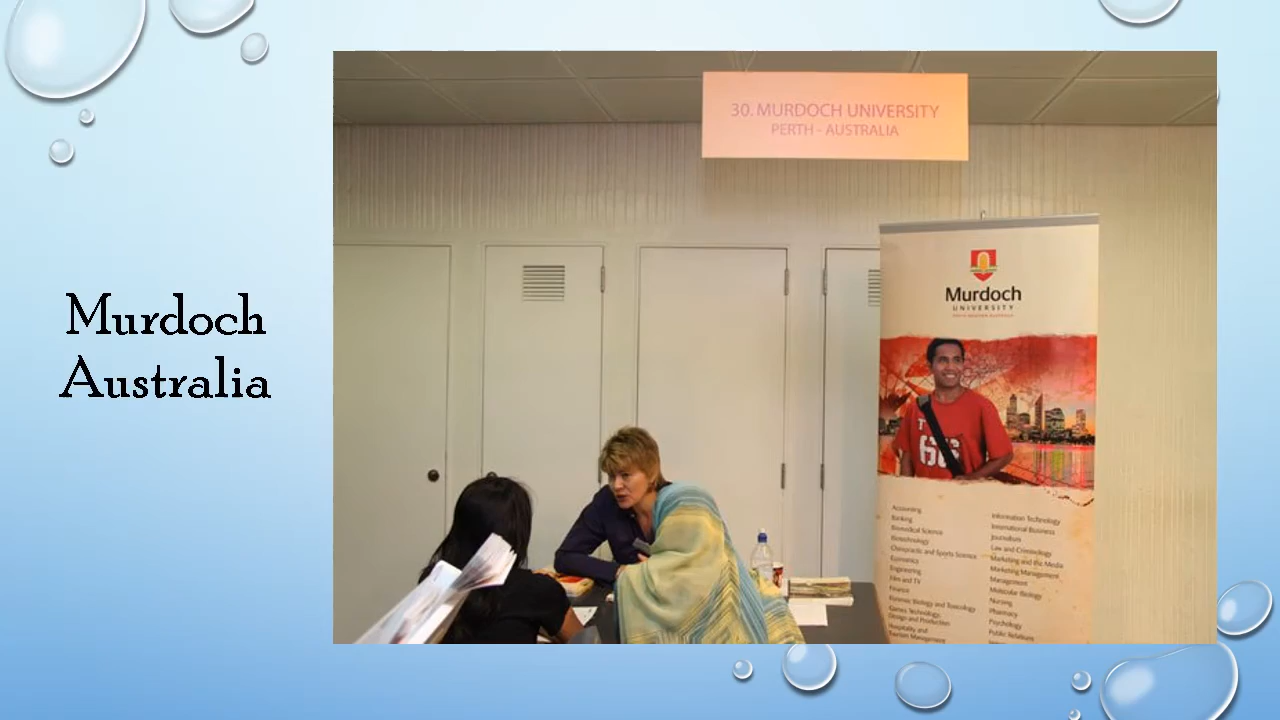 Murdoch
Australia
30. MURDOCH UNIVERSITY
PERTH - AUSTRALIA
Murdoch
UNIVERSITY
Accounting
Banking
Biomedical Science
Biotechnology
Chiropractic and Sports Science
Economics
Engineering
Film and TV
Finance
Forensic Biology and Toxicology
Games Technology,
Design and Production
Hospitality and
Tourism Management
Information Technology
International Business
Journalism
Law and Criminology
Marketing and the Media
Marketing Management
Management
Molecular Biology
Nursing
Pharmacy
Psychology
Public Relations